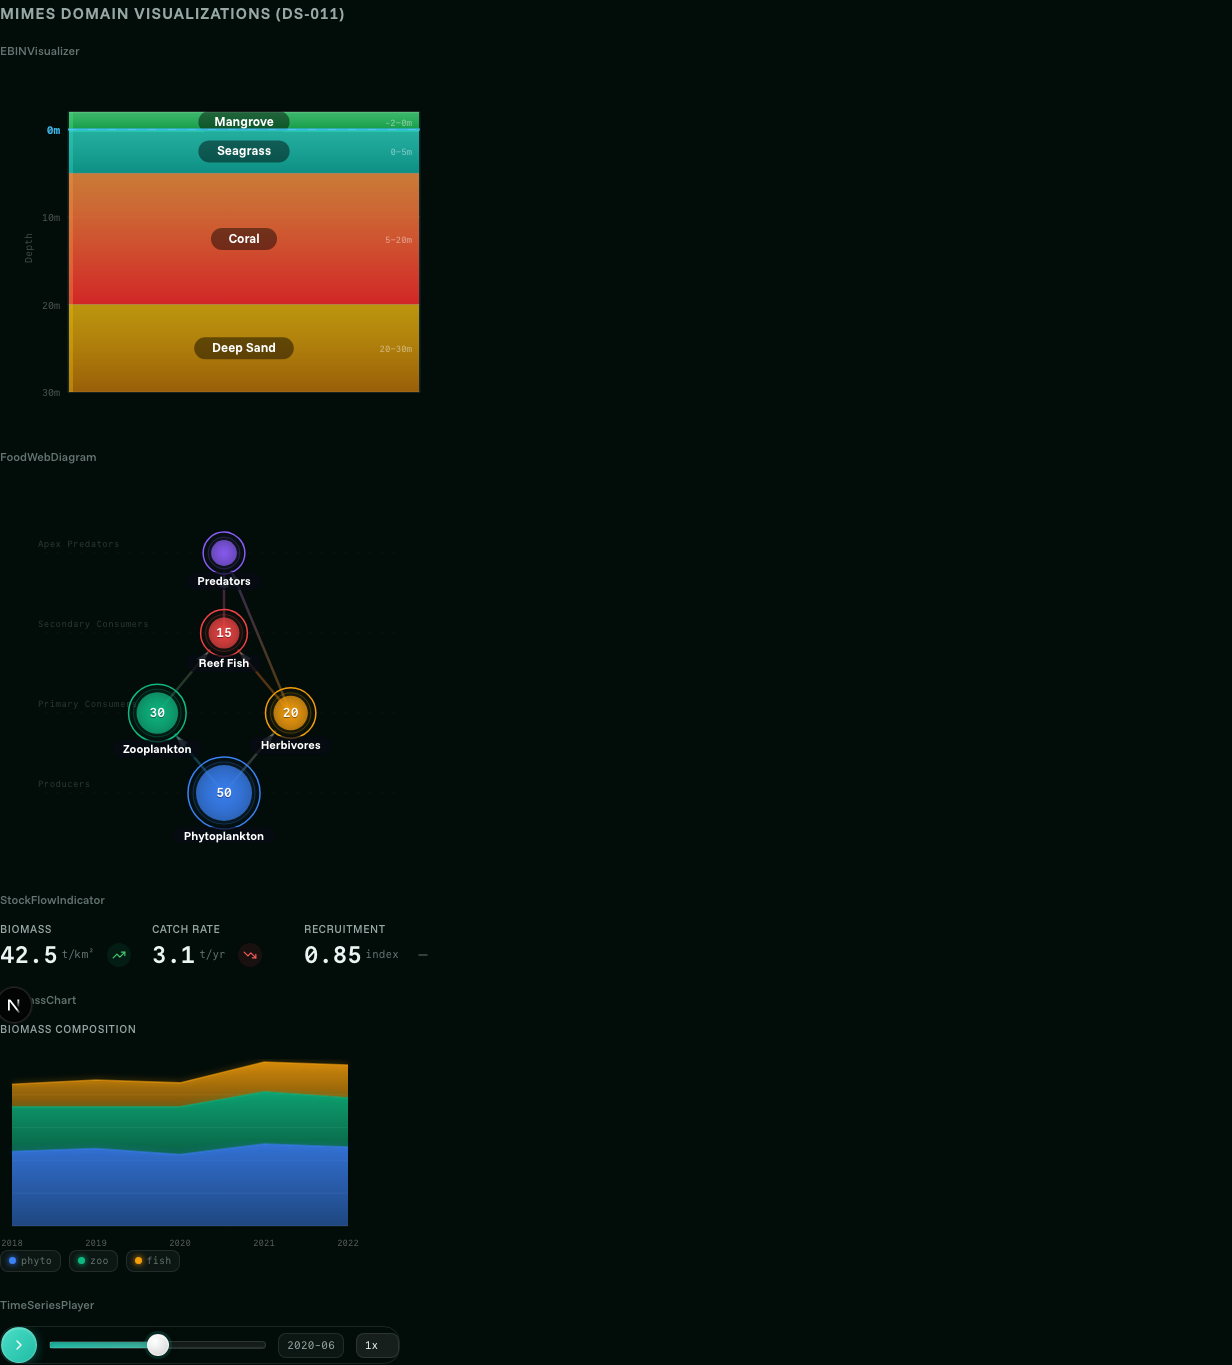 MIMES DOMAIN VISUALIZATIONS (DS-011)
EBINVisualizer
Mangrove
-2-0m
0m
Seagrass
0-5m
10m
Coral
5-20m
Depth
20m
Deep Sand
20-30m
30m
FoodWebDiagram
Apex Predators
Predators
Secondary Consumers
15
Reef Fish
Primary Consumers
30
20
Zooplankton
Herbivores
Producers
50
Phytoplankton
StockFlowIndicator
BIOMASS CATCH RATE RECRUITMENT
42.5 t/km² 3.1 t/yr 0.85 index —
N
ssChart
BIOMASS COMPOSITION
2018 2019 2020 2021 2022
phyto zoo fish
TimeSeriesPlayer
2020-06 1x